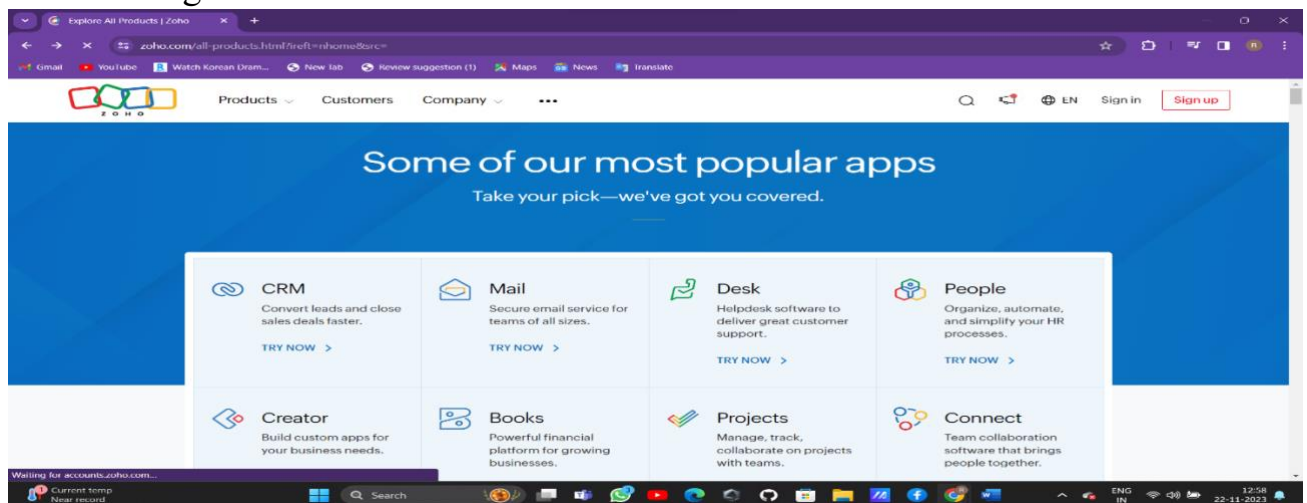 Explore All Products | Zoho
zoho.com/all-products.html?ireft=nhome&src=
Gmail YouTube Watch Korean Dram... New Tab Review suggestion (1) Maps News Translate
ZOHO Products Customers Company ••• EN Sign in Sign up
Some of our most popular apps
Take your pick—we've got you covered.
CRM
Convert leads and close
sales deals faster.
TRY NOW >
Mail
Secure email service for
teams of all sizes.
TRY NOW >
Desk
Helpdesk software to
deliver great customer
support.
TRY NOW >
People
Organize, automate,
and simplify your HR
processes.
TRY NOW >
Creator
Build custom apps for
your business needs.
Books
Powerful financial
platform for growing
businesses.
Projects
Manage, track,
collaborate on projects
with teams.
Connect
Team collaboration
software that brings
people together.
Waiting for accounts.zoho.com...
Current temp
Near record
Search
ENG
IN
12:58
22-11-2023